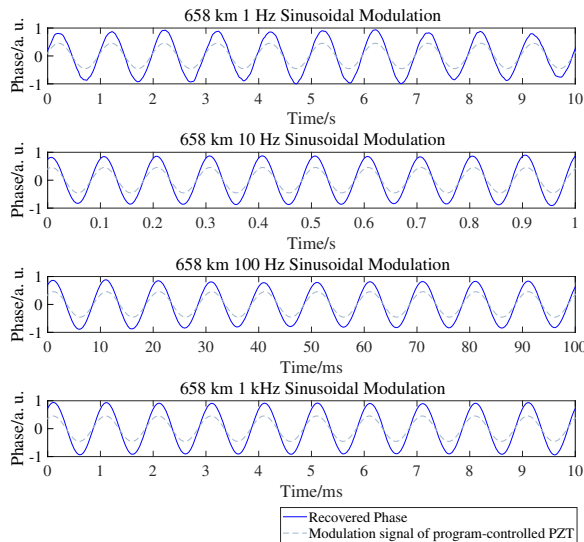 658 km 1 Hz Sinusoidal Modulation
Phase/a. u.
1
0
-1
0 1 2 3 4 5 6 7 8 9 10
Time/s
658 km 10 Hz Sinusoidal Modulation
Phase/a. u.
1
0
-1
0 0.1 0.2 0.3 0.4 0.5 0.6 0.7 0.8 0.9 1
Time/s
658 km 100 Hz Sinusoidal Modulation
Phase/a. u.
1
0
-1
0 10 20 30 40 50 60 70 80 90 100
Time/ms
658 km 1 kHz Sinusoidal Modulation
Phase/a. u.
1
0
-1
0 1 2 3 4 5 6 7 8 9 10
Time/ms
Recovered Phase
Modulation signal of program-controlled PZT